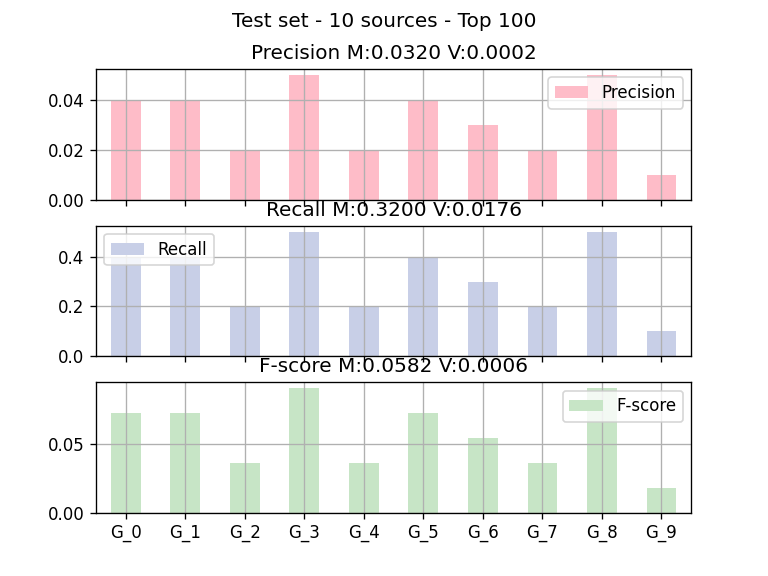 Test set - 10 sources - Top 100
Precision M:0.0320 V:0.0002
0.04
0.02
0.00
Precision
Recall M:0.3200 V:0.0176
0.4
0.2
0.0
Recall
F-score M:0.0582 V:0.0006
0.05
0.00
F-score
G_0 G_1 G_2 G_3 G_4 G_5 G_6 G_7 G_8 G_9